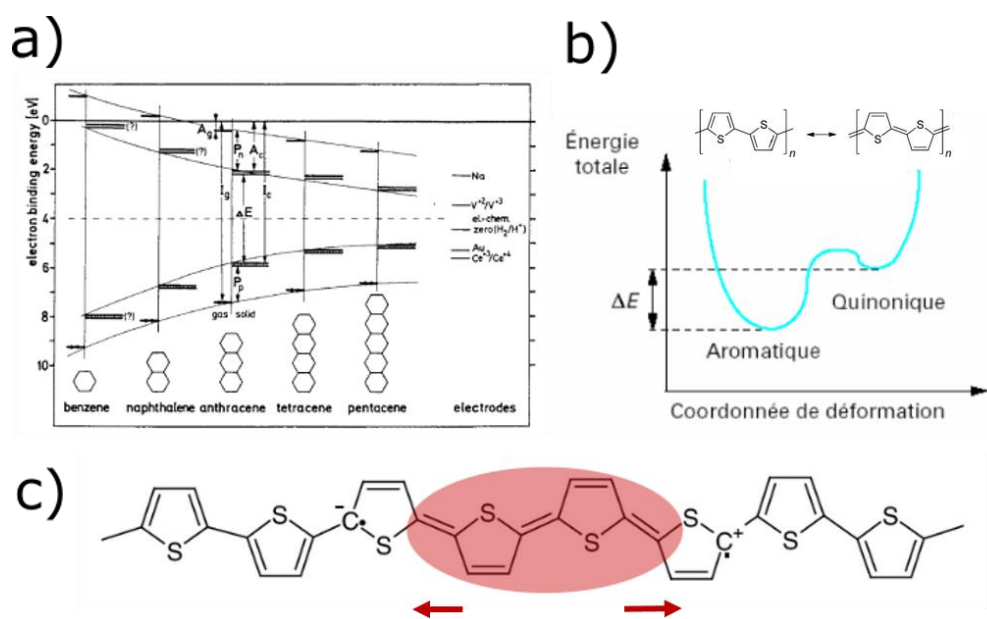 a)
electron binding energy [eV]
0
2
4
6
8
10
(?)
(?)
(?)
A_g
P_n
A_c
I_g
ΔE
I_c
P_p
gas solid
Na
V⁺²/V⁺³
el.-chem.
zero(H₂/H⁺)
Au
Ce⁺³/Ce⁺⁴
benzene naphthalene anthracene tetracene pentacene electrodes
b)
S S n S S n
Énergie
totale
ΔE
Quinonique
Aromatique
Coordonnée de déformation
c)
S S C - S S S S C + S S